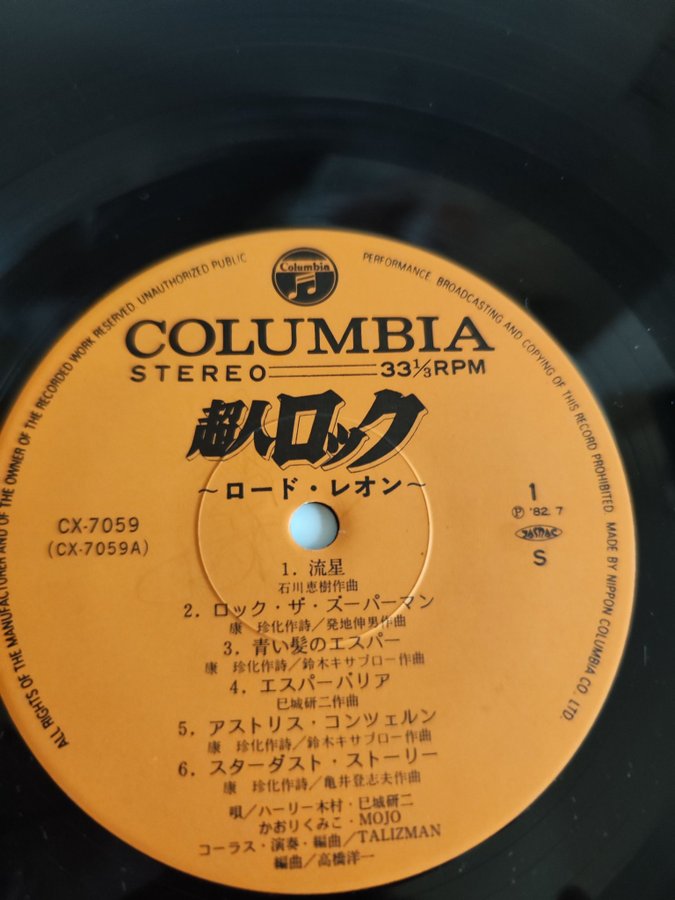 Columbia
ALL RIGHTS OF THE MANUFACTURER AND OF THE OWNER OF THE RECORDED WORK RESERVED. UNAUTHORIZED PUBLIC PERFORMANCE, BROADCASTING AND COPYING OF THIS RECORD PROHIBITED. MADE BY NIPPON COLUMBIA CO. LTD.
COLUMBIA
STEREO 33⅓RPM
超人ロック
〜ロード・レオン〜
CX-7059
(CX-7059A)
1
Ⓟ '82. 7
JASRAC
S
1. 流星
石川恵樹作曲
2. ロック・ザ・スーパーマン
康 珍化作詩/発地伸男作曲
3. 青い髪のエスパー
康 珍化作詩/鈴木キサブロー作曲
4. エスパーバリア
巳城研二作曲
5. アストリス・コンツェルン
康 珍化作詩/鈴木キサブロー作曲
6. スターダスト・ストーリー
康 珍化作詩/亀井登志夫作曲
唄/ハーリー木村・巳城研二
かおりくみこ・MOJO
コーラス・演奏・編曲/TALIZMAN
編曲/高橋洋一